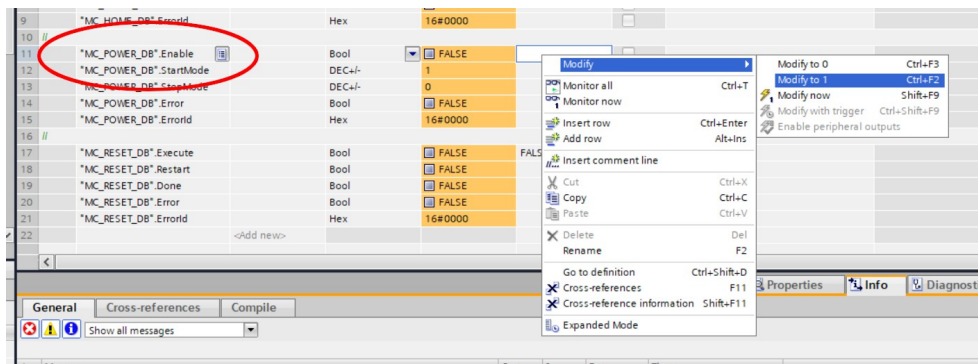 9 "MC_HOME_DB".ErrorId Hex 16#0000
10 //
11 "MC_POWER_DB".Enable Bool FALSE
12 "MC_POWER_DB".StartMode DEC+/- 1
13 "MC_POWER_DB".StopMode DEC+/- 0
14 "MC_POWER_DB".Error Bool FALSE
15 "MC_POWER_DB".ErrorId Hex 16#0000
16 //
17 "MC_RESET_DB".Execute Bool FALSE FALS
18 "MC_RESET_DB".Restart Bool FALSE
19 "MC_RESET_DB".Done Bool FALSE
20 "MC_RESET_DB".Error Bool FALSE
21 "MC_RESET_DB".ErrorId Hex 16#0000
22 <Add new>
Modify
Monitor all Ctrl+T
Monitor now
Insert row Ctrl+Enter
Add row Alt+Ins
Insert comment line
Cut Ctrl+X
Copy Ctrl+C
Paste Ctrl+V
Delete Del
Rename F2
Go to definition Ctrl+Shift+D
Cross-references F11
Cross-reference information Shift+F11
Expanded Mode
Modify to 0 Ctrl+F3
Modify to 1 Ctrl+F2
Modify now Shift+F9
Modify with trigger Ctrl+Shift+F9
Enable peripheral outputs
Properties Info Diagnosti
General Cross-references Compile
Show all messages